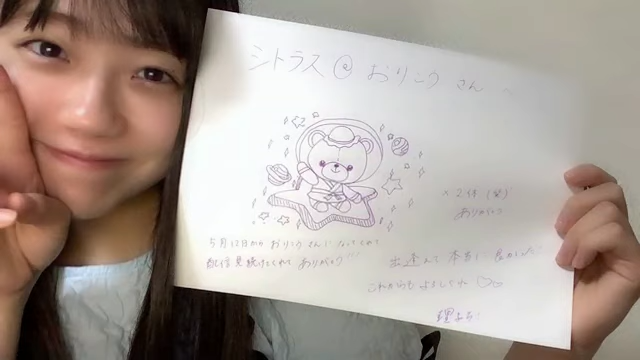 シトラス@おりこうさんへ
×2体(笑)
ありがとう
5月13日から おりこうさんになってくれて
配信見続けてくれて ありがとう!!!
出逢えて 本当に 良かった!
これからもよろしくね♡♡